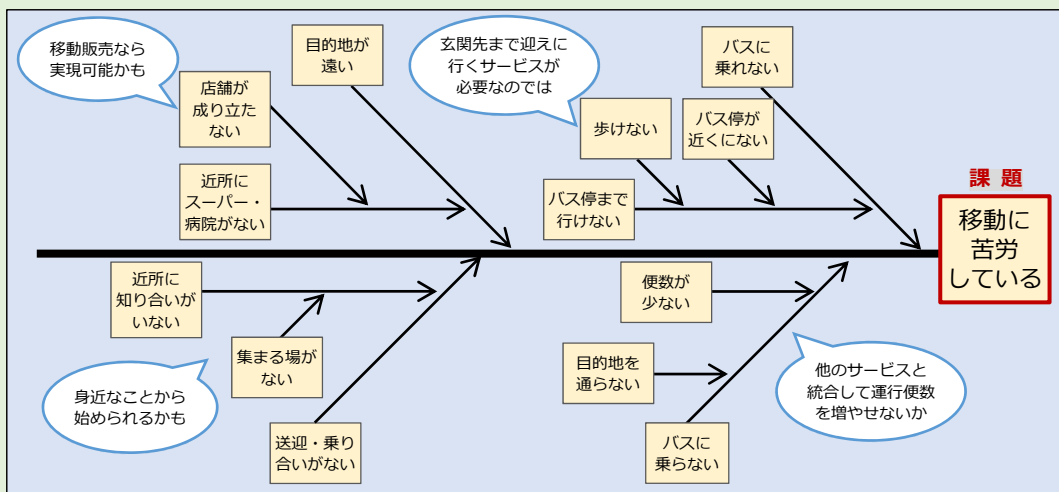 移動販売なら
実現可能かも
目的地が
遠い
玄関先まで迎えに
行くサービスが
必要なのでは
バスに
乗れない
店舗が
成り立た
ない
歩けない
バス停が
近くにない
近所に
スーパー・
病院がない
バス停まで
行けない
課 題
移動に
苦労
している
近所に
知り合いが
いない
便数が
少ない
集まる場が
ない
目的地を
通らない
身近なことから
始められるかも
他のサービスと
統合して運行便数
を増やせないか
送迎・乗り
合いがない
バスに
乗らない